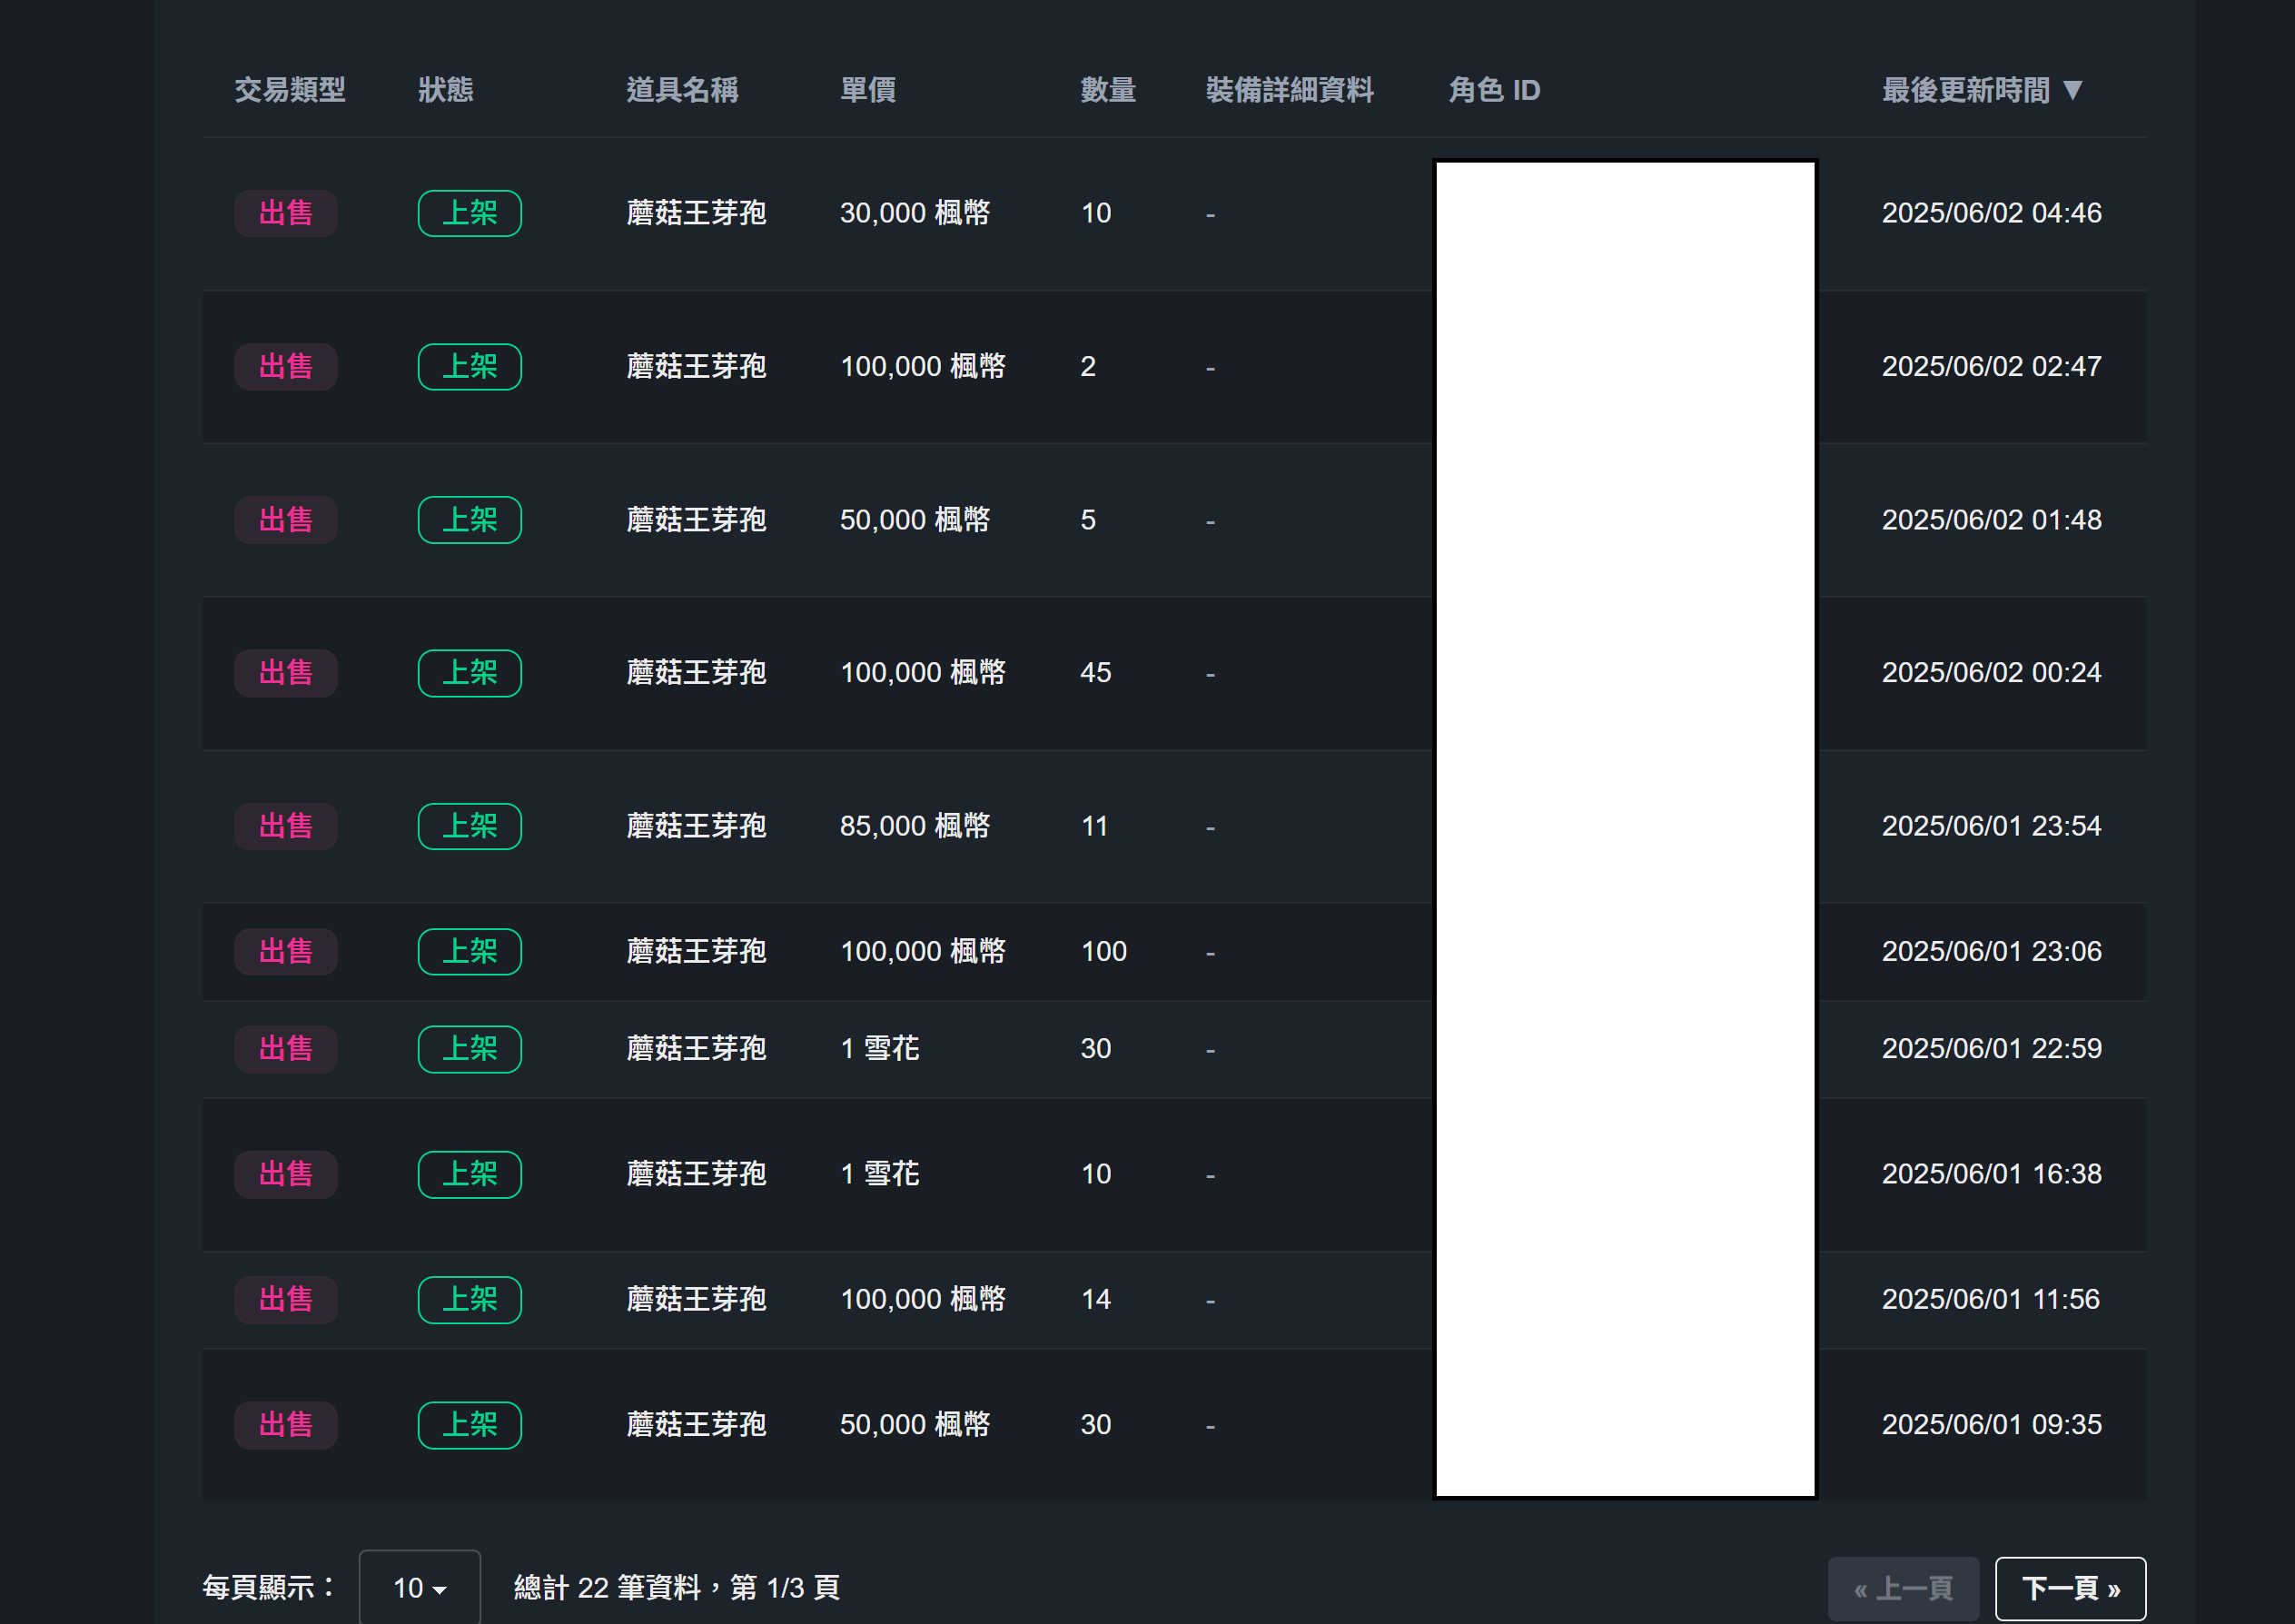 交易類型 狀態 道具名稱 單價 數量 裝備詳細資料 角色 ID 最後更新時間 ▼
出售 上架 蘑菇王芽孢 30,000 楓幣 10 - 2025/06/02 04:46
出售 上架 蘑菇王芽孢 100,000 楓幣 2 - 2025/06/02 02:47
出售 上架 蘑菇王芽孢 50,000 楓幣 5 - 2025/06/02 01:48
出售 上架 蘑菇王芽孢 100,000 楓幣 45 - 2025/06/02 00:24
出售 上架 蘑菇王芽孢 85,000 楓幣 11 - 2025/06/01 23:54
出售 上架 蘑菇王芽孢 100,000 楓幣 100 - 2025/06/01 23:06
出售 上架 蘑菇王芽孢 1 雪花 30 - 2025/06/01 22:59
出售 上架 蘑菇王芽孢 1 雪花 10 - 2025/06/01 16:38
出售 上架 蘑菇王芽孢 100,000 楓幣 14 - 2025/06/01 11:56
出售 上架 蘑菇王芽孢 50,000 楓幣 30 - 2025/06/01 09:35
每頁顯示： 10 總計 22 筆資料，第 1/3 頁 « 上一頁 下一頁 »